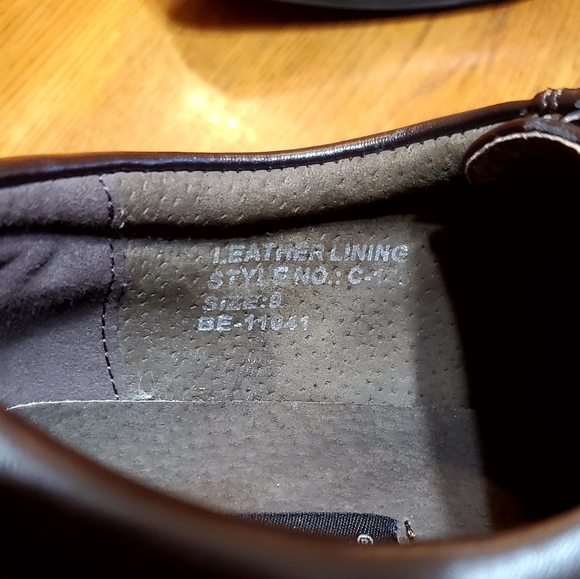 LEATHER LINING
STYLE NO.: C-
SIZE:8
BE-11041
®